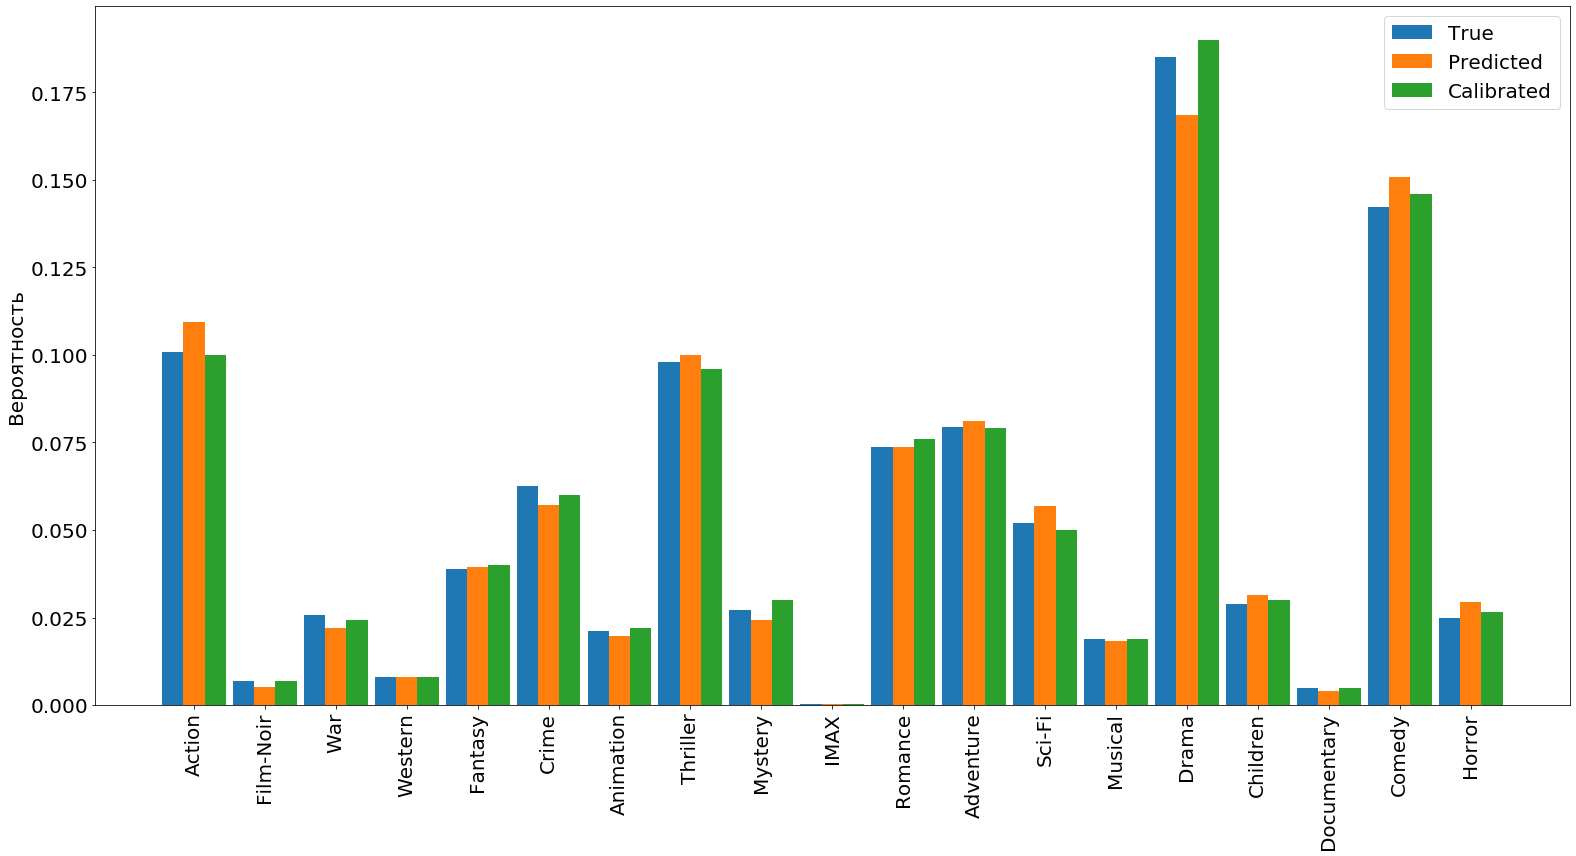 True
Predicted
Calibrated
Вероятность
0.175
0.150
0.125
0.100
0.075
0.050
0.025
0.000
Action
Film-Noir
War
Western
Fantasy
Crime
Animation
Thriller
Mystery
IMAX
Romance
Adventure
Sci-Fi
Musical
Drama
Children
Documentary
Comedy
Horror